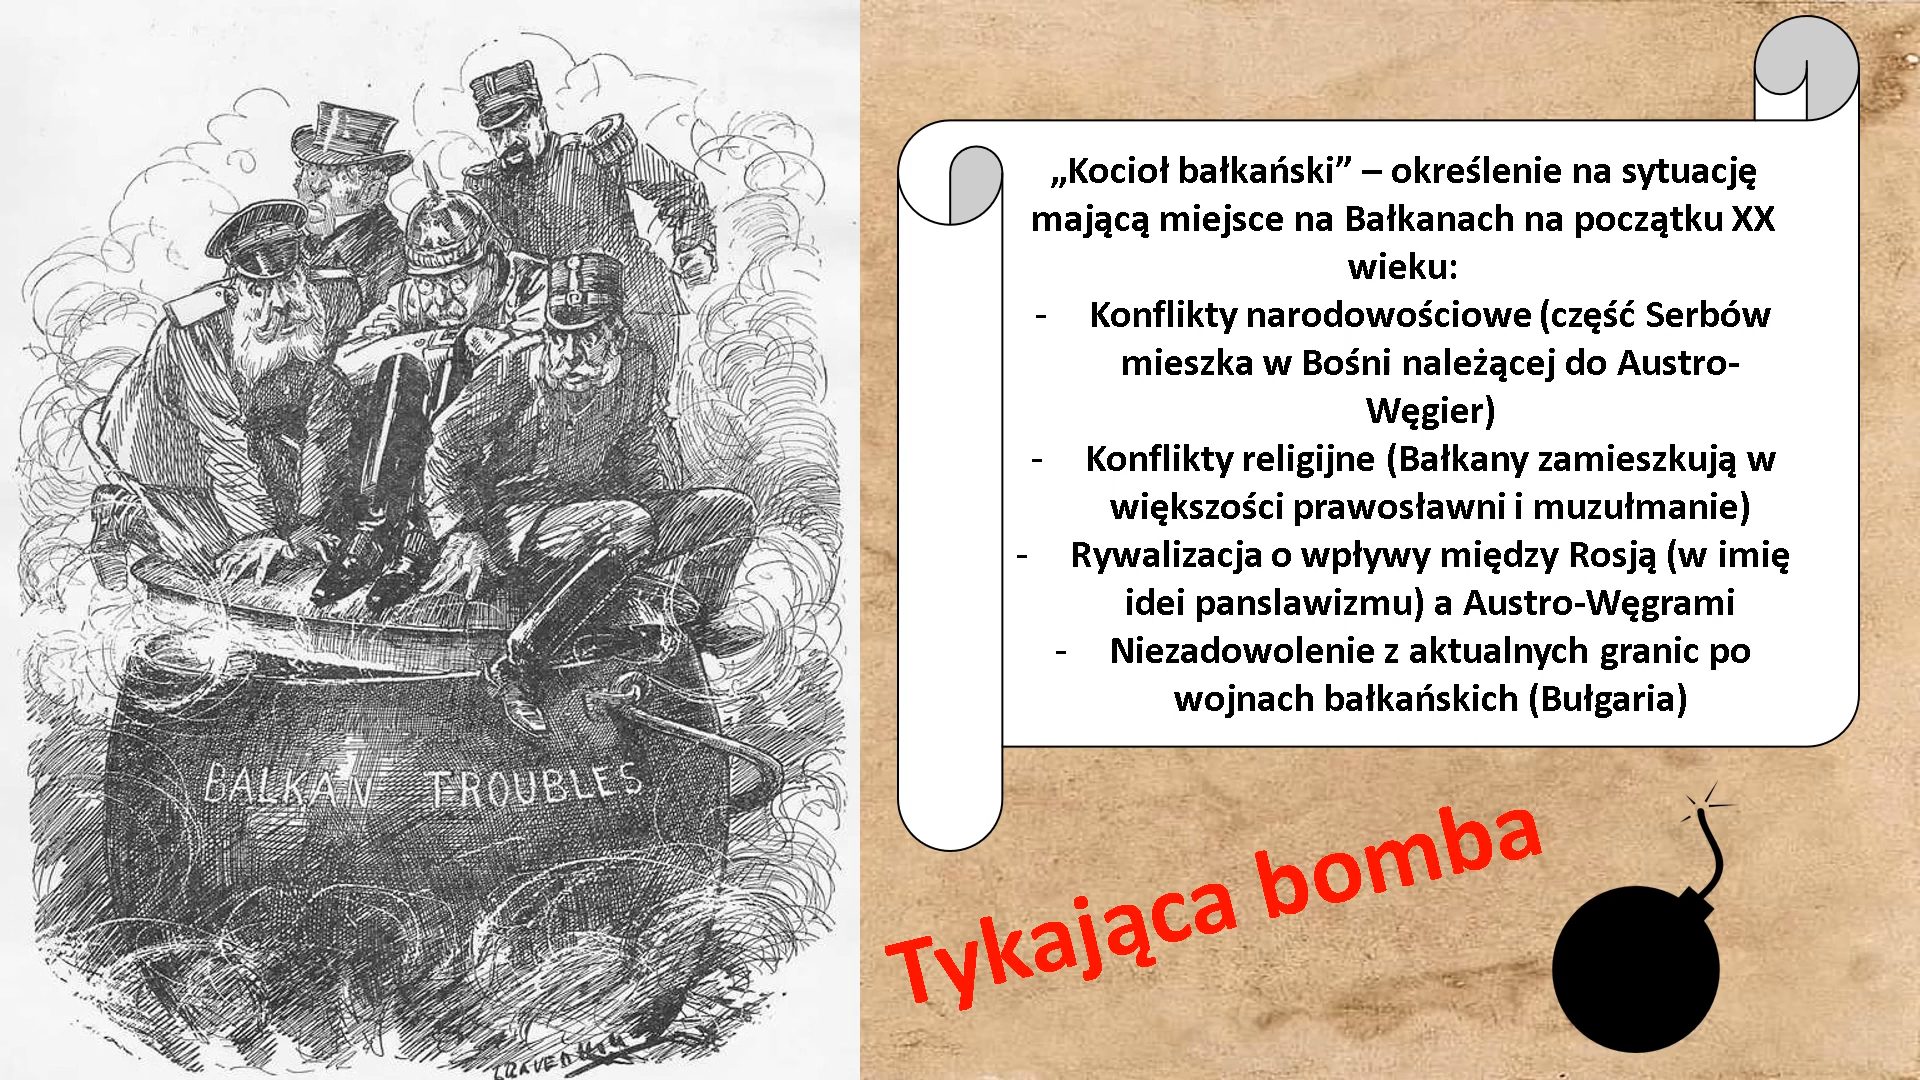 BALKAN TROUBLES
„Kocioł bałkański” – określenie na sytuację
mającą miejsce na Bałkanach na początku XX
wieku:
- Konflikty narodowościowe (część Serbów
mieszka w Bośni należącej do Austro-
Węgier)
- Konflikty religijne (Bałkany zamieszkują w
większości prawosławni i muzułmanie)
- Rywalizacja o wpływy między Rosją (w imię
idei panslawizmu) a Austro-Węgrami
- Niezadowolenie z aktualnych granic po
wojnach bałkańskich (Bułgaria)
Tykająca bomba